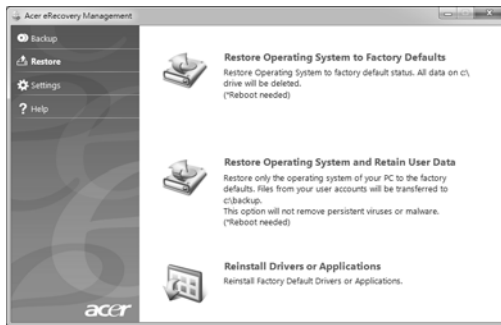 Acer eRecovery Management
Backup
Restore
Settings
? Help
Restore Operating System to Factory Defaults
Restore Operating System to factory default status. All data on c:\
drive will be deleted.
(*Reboot needed)
Restore Operating System and Retain User Data
Restore only the operating system of your PC to the factory
defaults. Files from your user accounts will be transferred to
c:\backup.
This option will not remove persistent viruses or malware.
(*Reboot needed)
Reinstall Drivers or Applications
Reinstall Factory Default Drivers or Applications.
acer